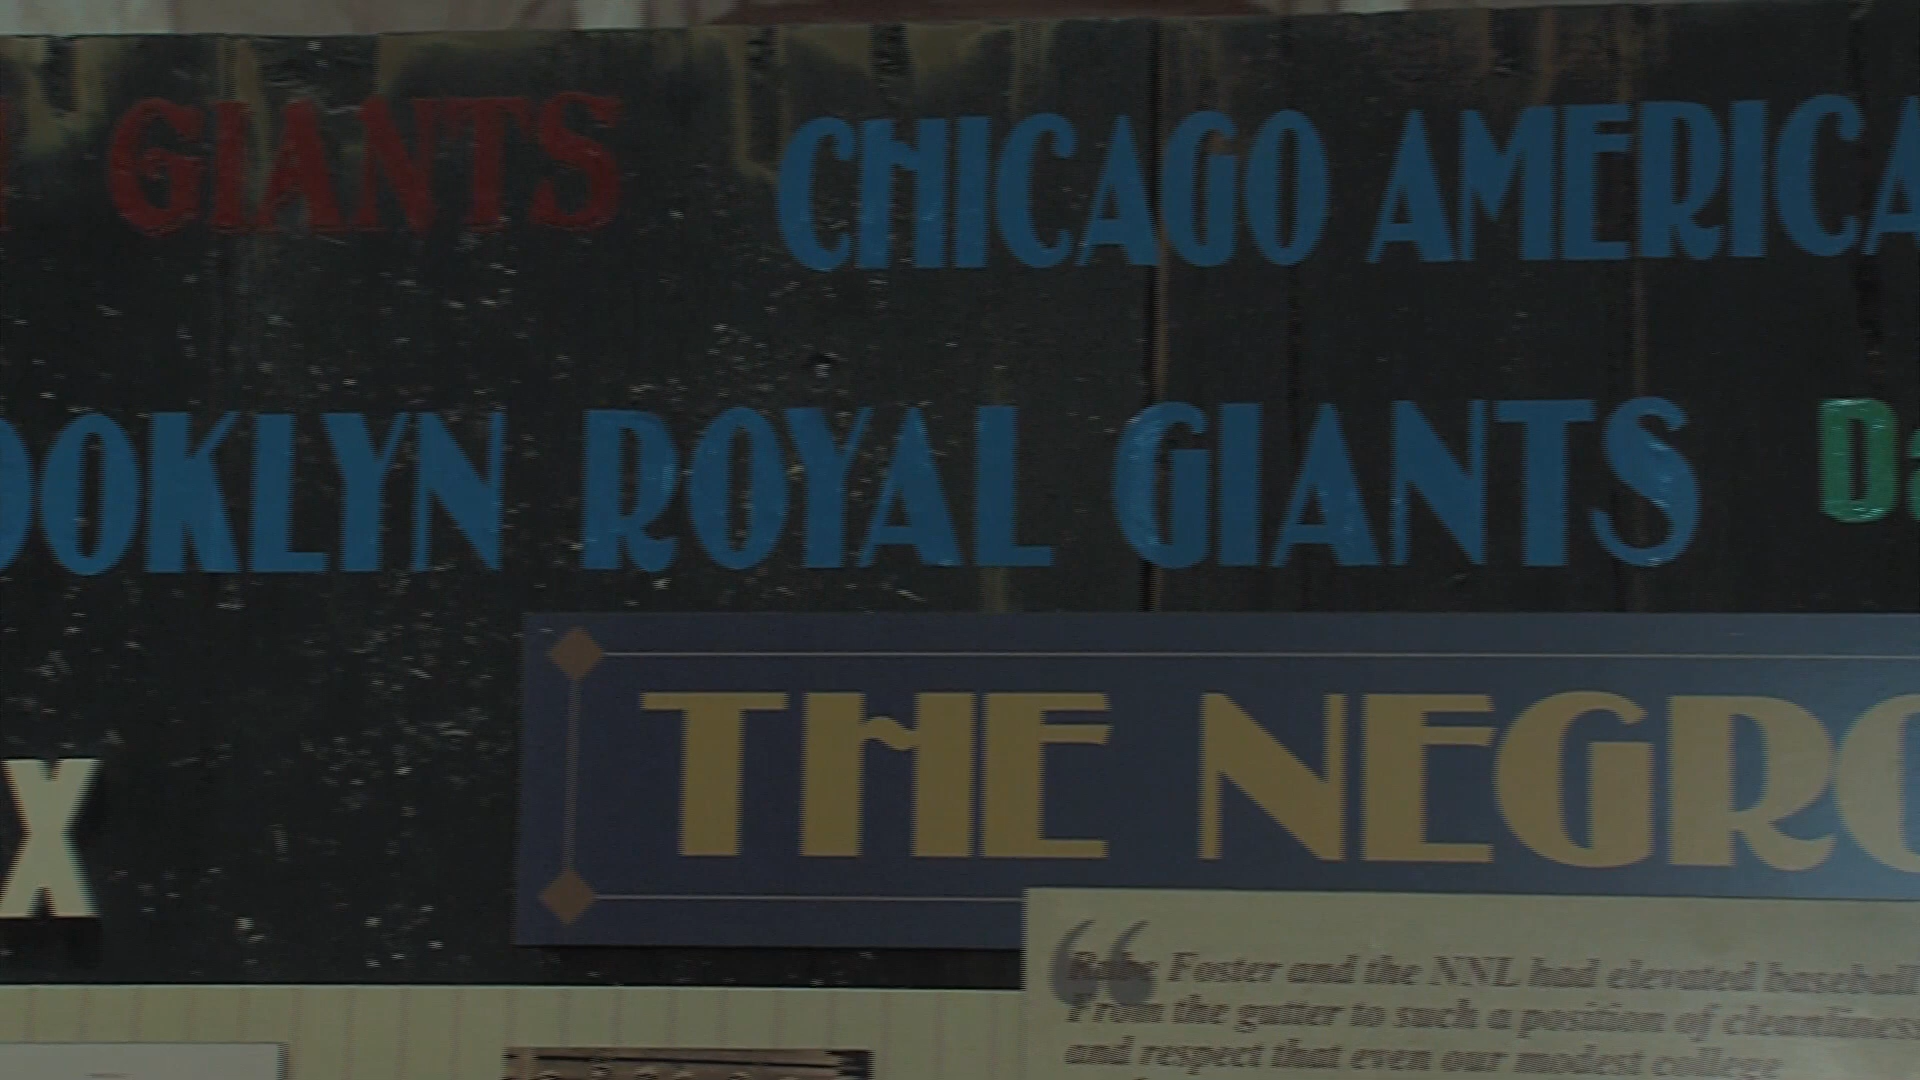 GIANTS CHICAGO AMERICA
OOKLYN ROYAL GIANTS Da
X
THE NEGRO
“Rube Foster and the NNL had elevated baseball
From the gutter to such a position of cleanliness
and respect that even our modest college